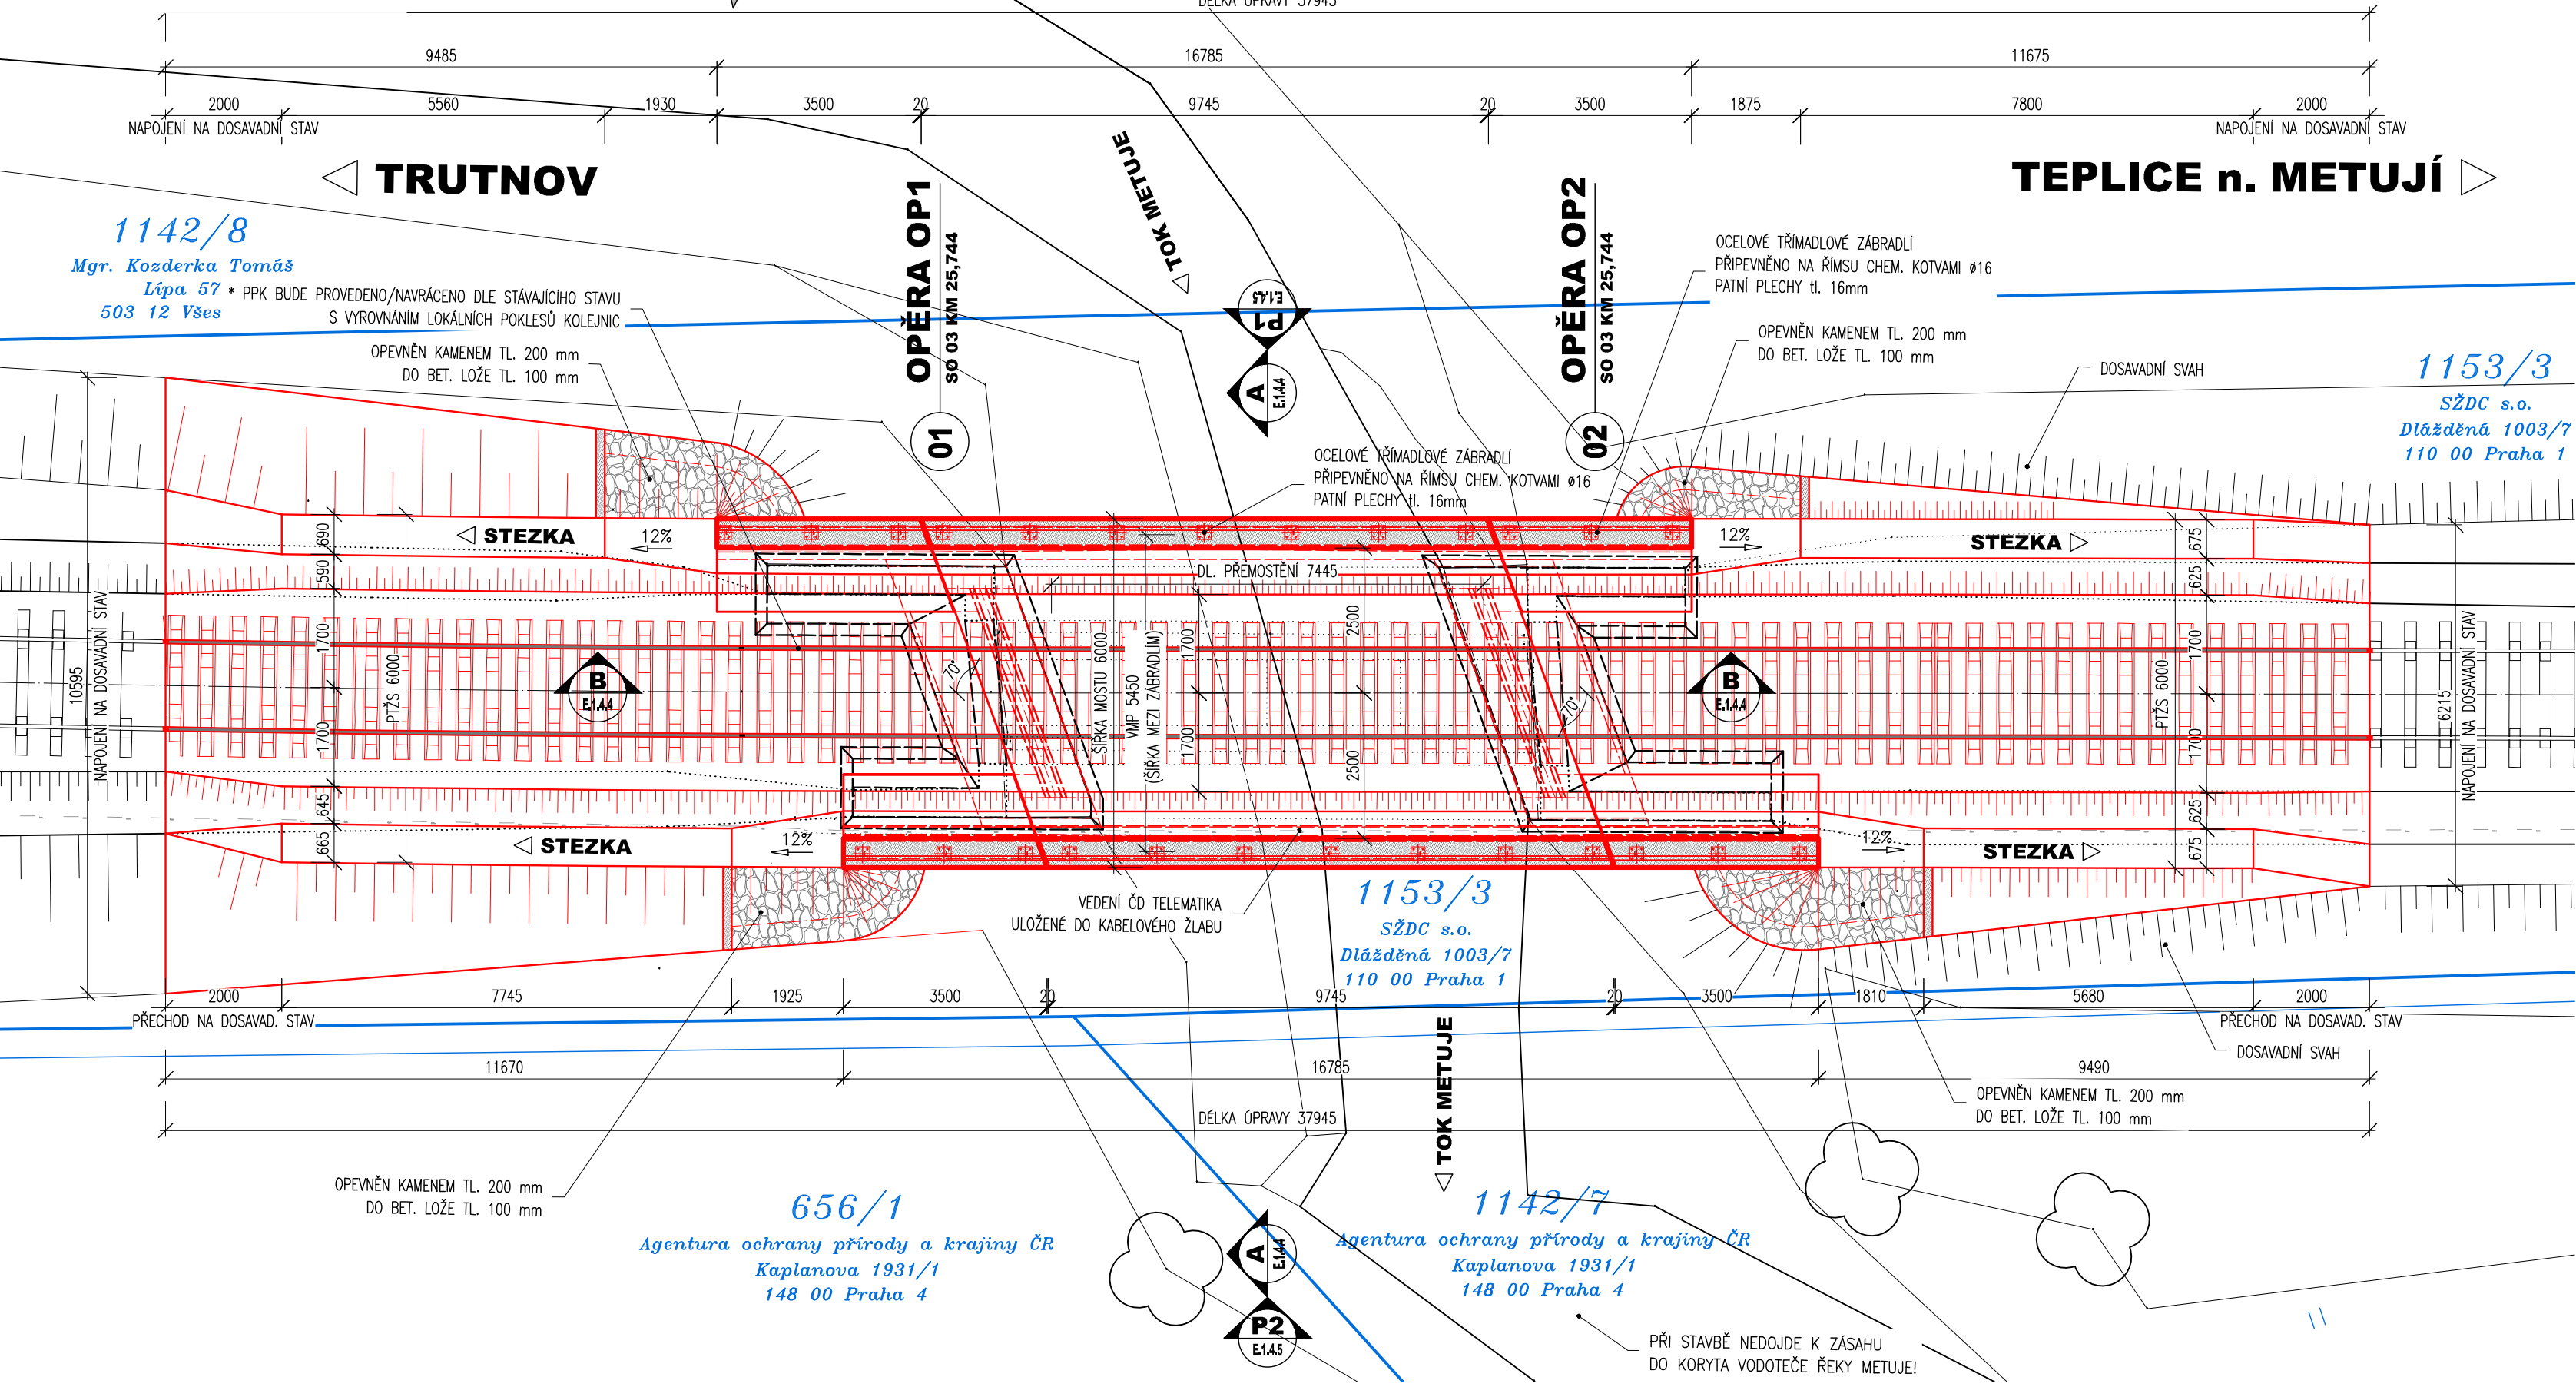 DÉLKA ÚPRAVY 37945
9485
16785
11675
2000
5560
1930
3500
20
9745
20
3500
1875
7800
2000
NAPOJENÍ NA DOSAVADNÍ STAV
NAPOJENÍ NA DOSAVADNÍ STAV
TRUTNOV
TEPLICE n. METUJÍ
TOK METUJE
OPĚRA OP1
SO 03 KM 25,744
01
OPĚRA OP2
SO 03 KM 25,744
02
1142/8
Mgr. Kozderka Tomáš
Lípa 57
503 12 Všes
* PPK BUDE PROVEDENO/NAVRÁCENO DLE STÁVAJÍCÍHO STAVU
S VYROVNÁNÍM LOKÁLNÍCH POKLESŮ KOLEJNIC
OPEVNĚN KAMENEM TL. 200 mm
DO BET. LOŽE TL. 100 mm
P1
E.1.4.5
A
E.1.4.4
OCELOVÉ TŘÍMADLOVÉ ZÁBRADLÍ
PŘIPEVNĚNO NA ŘÍMSU CHEM. KOTVAMI ø16
PATNÍ PLECHY tl. 16mm
OPEVNĚN KAMENEM TL. 200 mm
DO BET. LOŽE TL. 100 mm
DOSAVADNÍ SVAH
1153/3
SŽDC s.o.
Dlážděná 1003/7
110 00 Praha 1
OCELOVÉ TŘÍMADLOVÉ ZÁBRADLÍ
PŘIPEVNĚNO NA ŘÍMSU CHEM. KOTVAMI ø16
PATNÍ PLECHY tl. 16mm
STEZKA
12%
12%
STEZKA
DL. PŘEMOSTĚNÍ 7445
10595
NAPOJENÍ NA DOSAVADNÍ STAV
690
590
1700
1700
645
665
PTŽS 6000
B
E.1.4.4
70°
ŠÍŘKA MOSTU 6000
VMP 5450
(ŠÍŘKA MEZI ZÁBRADLÍM)
1700
1700
2500
2500
70°
B
E.1.4.4
PTŽS 6000
675
625
1700
1700
625
675
6215
NAPOJENÍ NA DOSAVADNÍ STAV
STEZKA
12%
12%
STEZKA
VEDENÍ ČD TELEMATIKA
ULOŽENÉ DO KABELOVÉHO ŽLABU
1153/3
SŽDC s.o.
Dlážděná 1003/7
110 00 Praha 1
2000
7745
1925
3500
20
9745
20
3500
1810
5680
2000
PŘECHOD NA DOSAVAD. STAV
PŘECHOD NA DOSAVAD. STAV
DOSAVADNÍ SVAH
TOK METUJE
11670
16785
9490
DÉLKA ÚPRAVY 37945
OPEVNĚN KAMENEM TL. 200 mm
DO BET. LOŽE TL. 100 mm
OPEVNĚN KAMENEM TL. 200 mm
DO BET. LOŽE TL. 100 mm
656/1
Agentura ochrany přírody a krajiny ČR
Kaplanova 1931/1
148 00 Praha 4
1142/7
Agentura ochrany přírody a krajiny ČR
Kaplanova 1931/1
148 00 Praha 4
A
E.1.4.4
P2
E.1.4.5
PŘI STAVBĚ NEDOJDE K ZÁSAHU
DO KORYTA VODOTEČE ŘEKY METUJE!